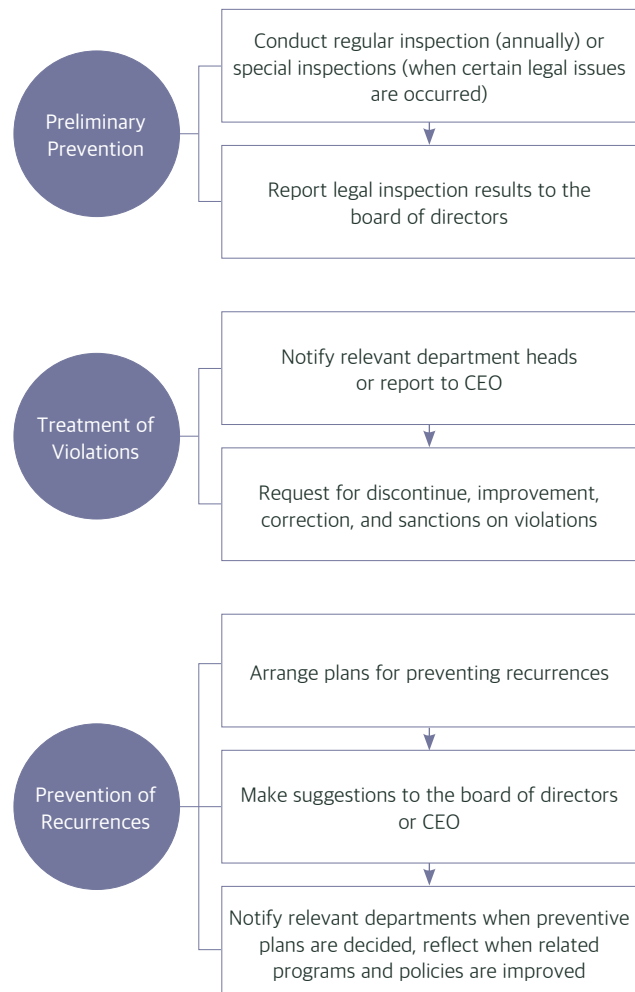 Preliminary
Prevention
Conduct regular inspection (annually) or
special inspections (when certain legal issues
are occurred)
Report legal inspection results to the
board of directors
Treatment of
Violations
Notify relevant department heads
or report to CEO
Request for discontinue, improvement,
correction, and sanctions on violations
Prevention of
Recurrences
Arrange plans for preventing recurrences
Make suggestions to the board of directors
or CEO
Notify relevant departments when preventive
plans are decided, reflect when related
programs and policies are improved